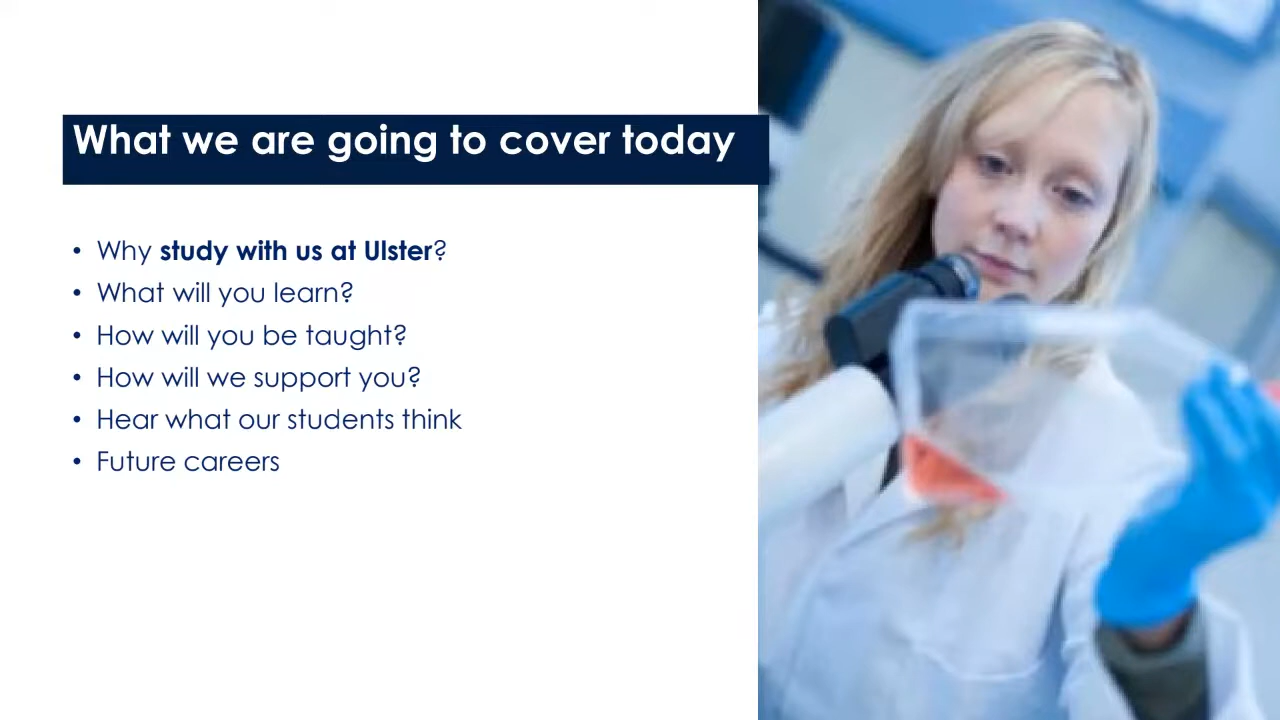 What we are going to cover today
• Why study with us at Ulster?
• What will you learn?
• How will you be taught?
• How will we support you?
• Hear what our students think
• Future careers